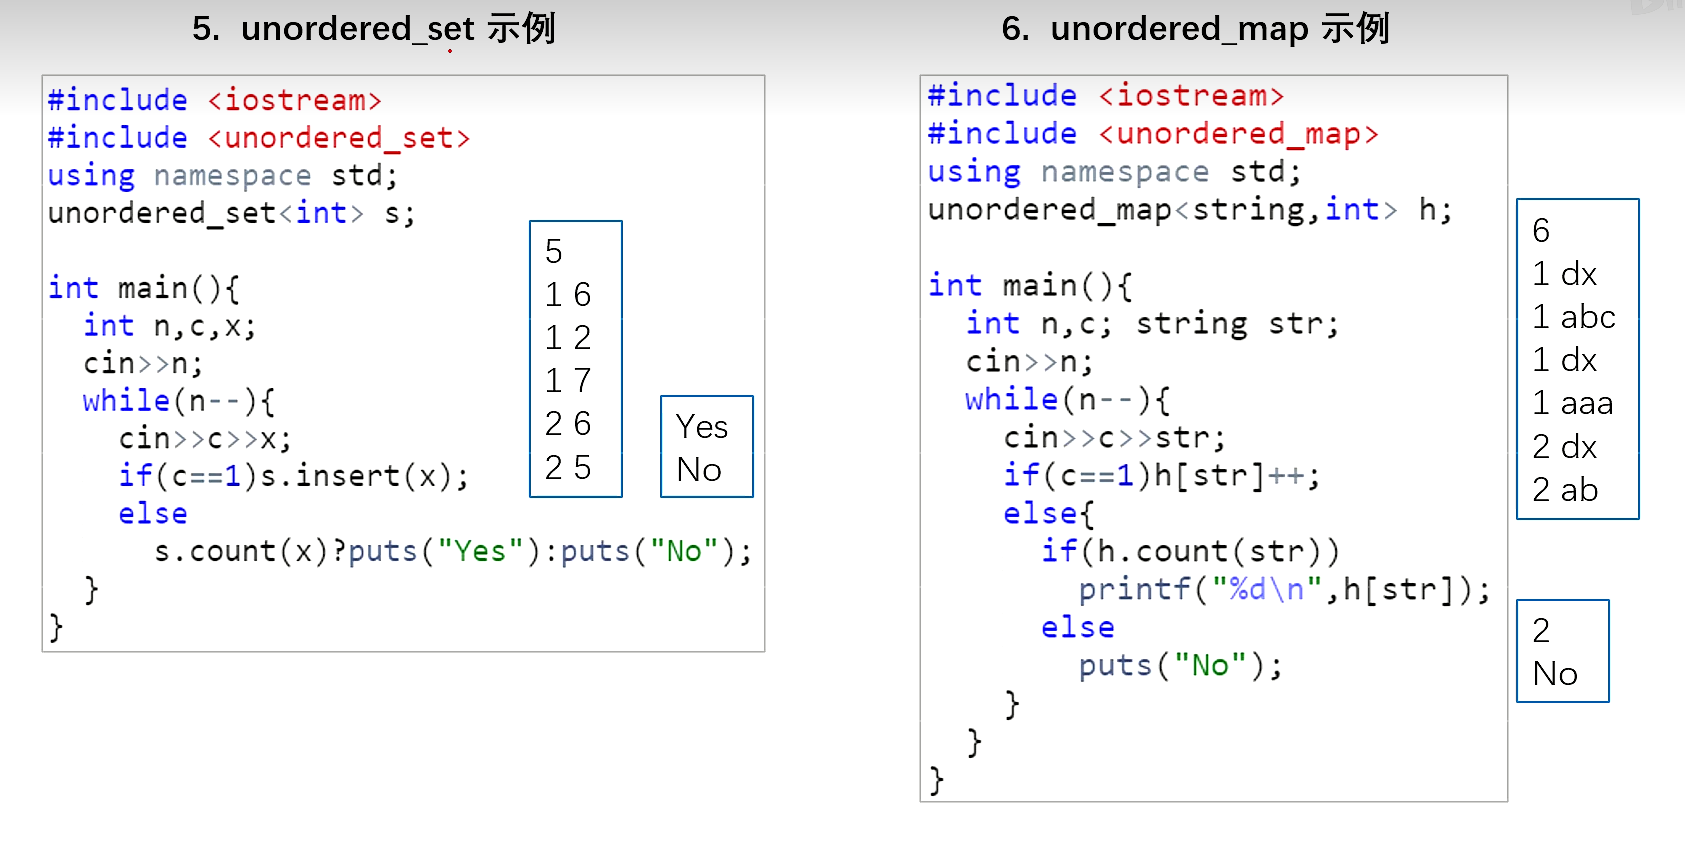 5. unordered_set 示例
#include <iostream>
#include <unordered_set>
using namespace std;
unordered_set<int> s;
int main(){
int n,c,x;
cin>>n;
while(n--){
cin>>c>>x;
if(c==1)s.insert(x);
else
s.count(x)?puts("Yes"):puts("No");
}
}
5
1 6
1 2
1 7
2 6
2 5
Yes
No
6. unordered_map 示例
#include <iostream>
#include <unordered_map>
using namespace std;
unordered_map<string,int> h;
int main(){
int n,c; string str;
cin>>n;
while(n--){
cin>>c>>str;
if(c==1)h[str]++;
else{
if(h.count(str))
printf("%d\n",h[str]);
else
puts("No");
}
}
}
6
1 dx
1 abc
1 dx
1 aaa
2 dx
2 ab
2
No